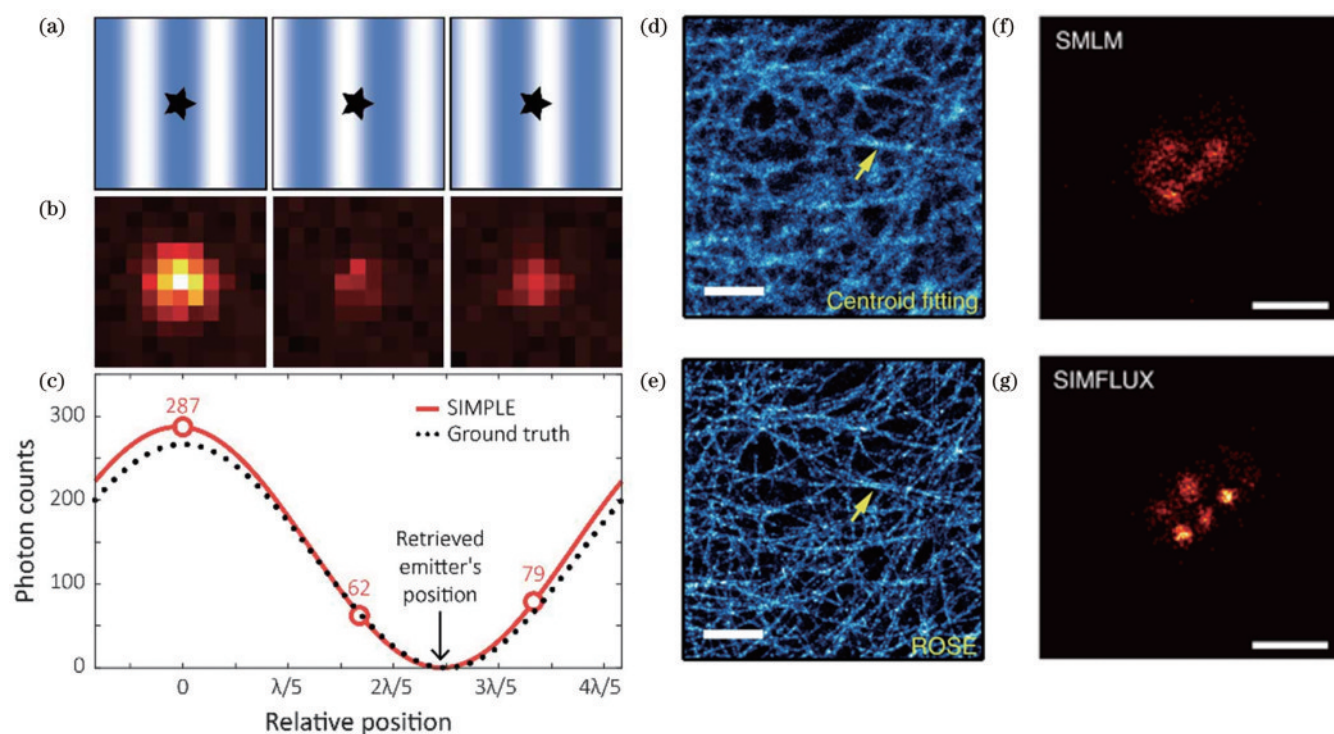 (a)
(b)
(c)
300
200
100
0
Photon counts
287
62
79
SIMPLE
Ground truth
Retrieved
emitter's
position
0
λ/5
2λ/5
3λ/5
4λ/5
Relative position
(d)
Centroid fitting
(e)
ROSE
(f)
SMLM
(g)
SIMFLUX